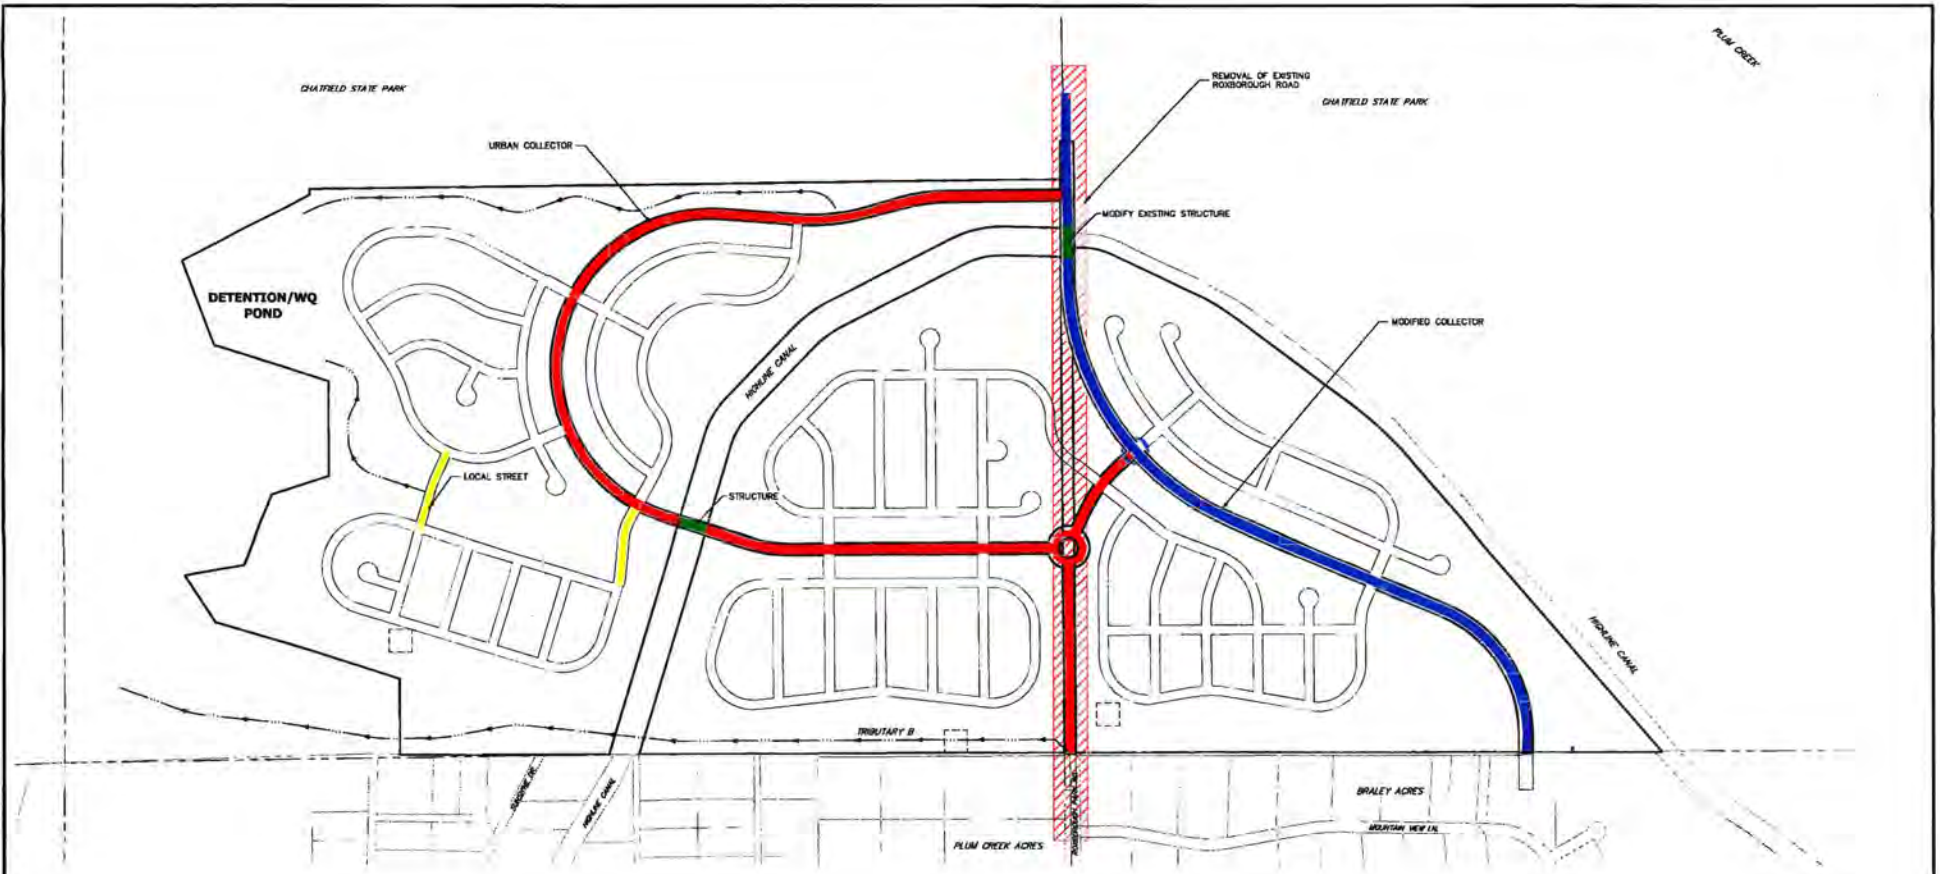 PLUM CREEK
CHATFIELD STATE PARK
REMOVAL OF EXISTING
ROXBOROUGH ROAD
CHATFIELD STATE PARK
URBAN COLLECTOR
MODIFY EXISTING STRUCTURE
DETENTION/WQ
POND
MODIFIED COLLECTOR
HIGHLINE CANAL
LOCAL STREET
STRUCTURE
HIGHLINE CANAL
TRIBUTARY B
HIGHLINE CANAL
BRALEY ACRES
MOUNTAIN VIEW LN.
PLUM CREEK ACRES